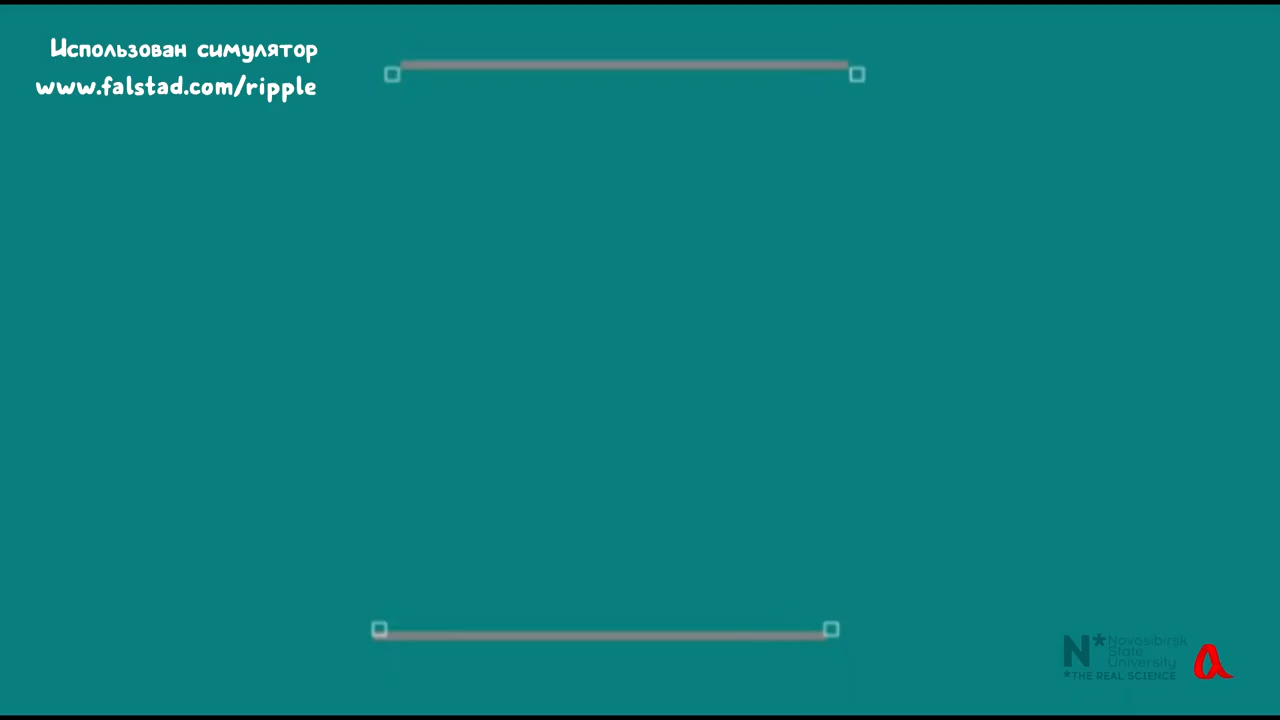 Использован симулятор
www.falstad.com/ripple
N* Novosibirsk
State
University
*THE REAL SCIENCE